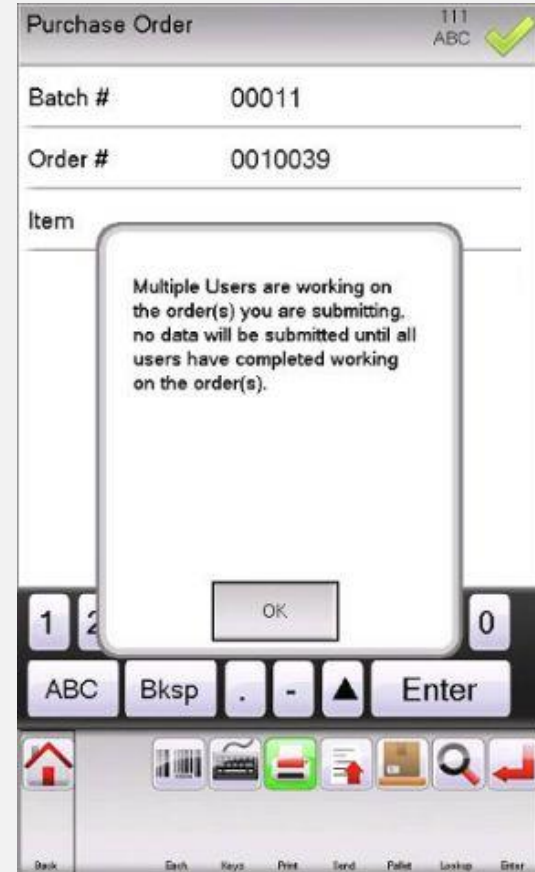 Purchase Order
111
ABC
Batch # 00011
Order # 0010039
Item
Multiple Users are working on
the order(s) you are submitting,
no data will be submitted until all
users have completed working
on the order(s).
OK
1 2 0
ABC Bksp . - ▲ Enter
Back Each Keys Print Send Pallet Lookup Enter